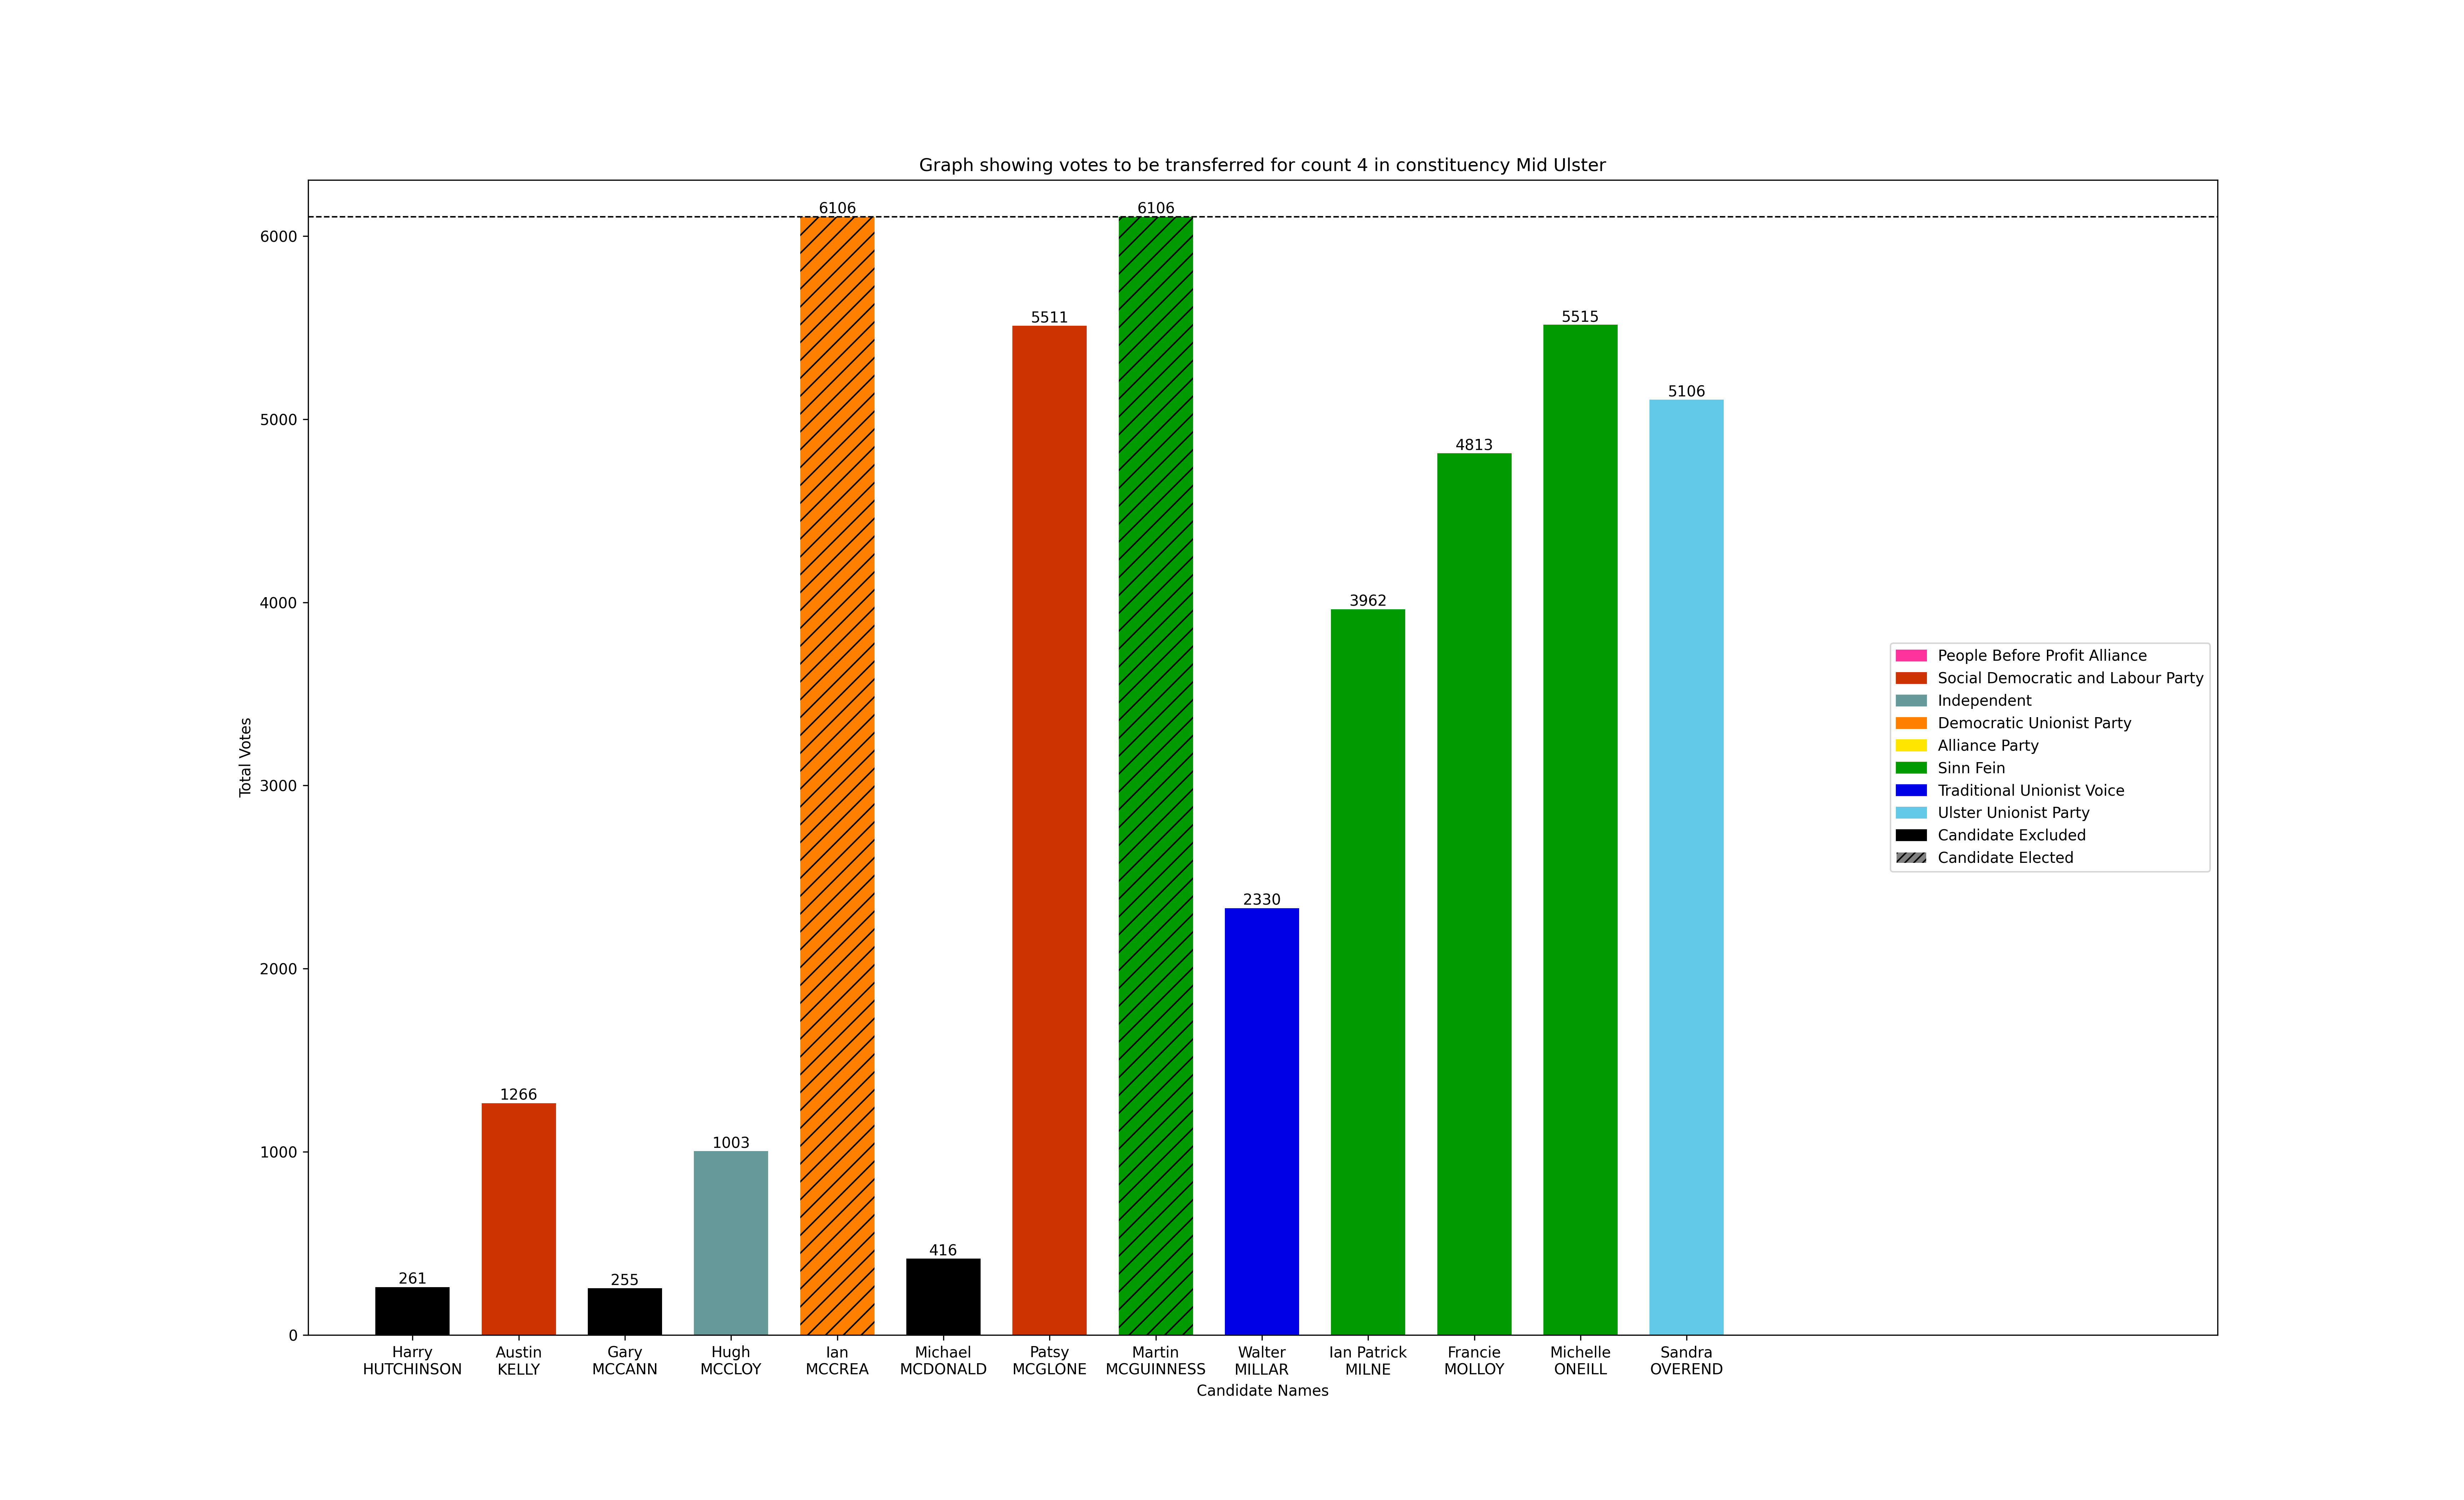 Graph showing votes to be transferred for count 4 in constituency Mid Ulster
6106
6106
6000
5511
5515
5106
5000
4813
4000
3962
People Before Profit Alliance
Social Democratic and Labour Party
Independent
Democratic Unionist Party
Alliance Party
Sinn Fein
Traditional Unionist Voice
Ulster Unionist Party
Candidate Excluded
Candidate Elected
Total Votes
3000
2330
2000
1266
1003
1000
416
261
255
0
Harry
HUTCHINSON
Austin
KELLY
Gary
MCCANN
Hugh
MCCLOY
Ian
MCCREA
Michael
MCDONALD
Patsy
MCGLONE
Martin
MCGUINNESS
Walter
MILLAR
Ian Patrick
MILNE
Francie
MOLLOY
Michelle
ONEILL
Sandra
OVEREND
Candidate Names